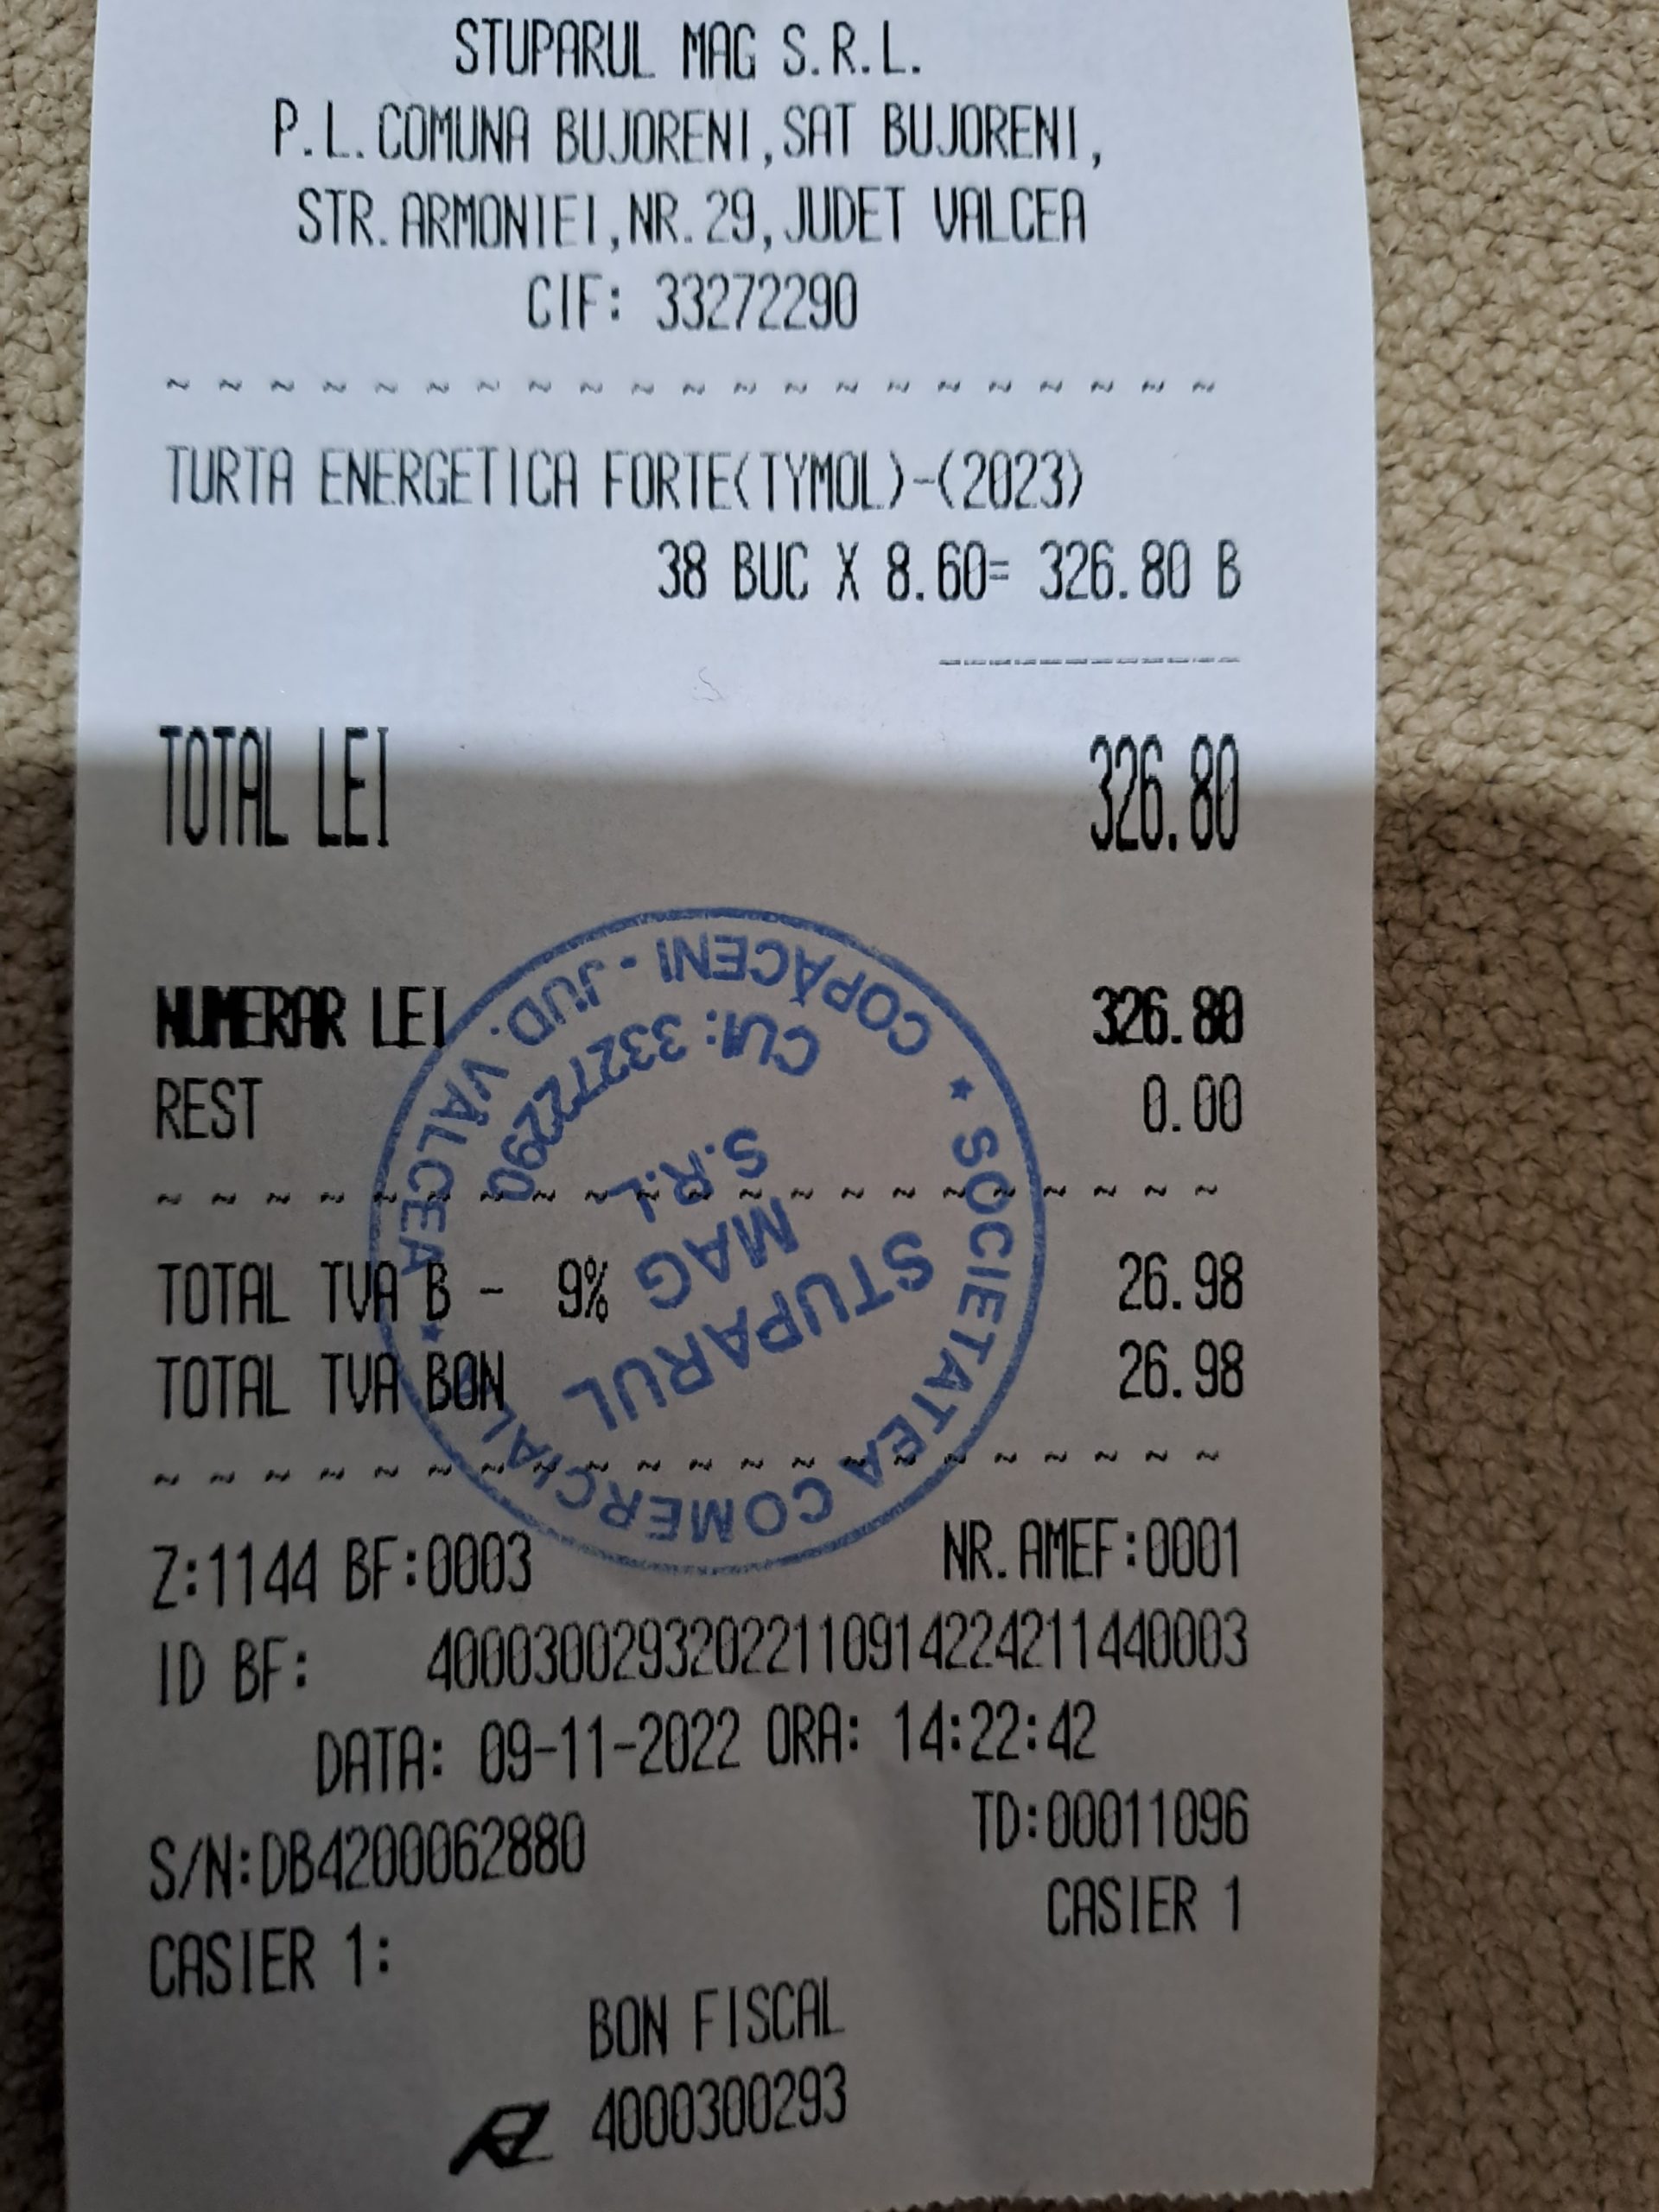 STUPARUL MAG S.R.L.
P.L.COMUNA BUJORENI,SAT BUJORENI,
STR.ARMONIEI,NR.29,JUDET VALCEA
CIF: 33272290
~ ~ ~ ~ ~ ~ ~ ~ ~ ~ ~ ~ ~ ~ ~ ~ ~ ~ ~ ~ ~
TURTA ENERGETICA FORTE(TYMOL)-(2023)
38 BUC X 8.60= 326.80 B
TOTAL LEI 326.80
NUMERAR LEI 326.80
REST 0.00
~ ~ ~ ~ ~ ~ ~ ~ ~ ~ ~ ~ ~ ~ ~ ~ ~ ~ ~ ~ ~
TOTAL TVA B - 9% 26.98
TOTAL TVA BON 26.98
~ ~ ~ ~ ~ ~ ~ ~ ~ ~ ~ ~ ~ ~ ~ ~ ~ ~ ~ ~ ~
Z:1144 BF:0003 NR.AMEF:0001
ID BF: 40003002932022110914224211440003
DATA: 09-11-2022 ORA: 14:22:42
S/N:DB4200062880 TD:00011096
CASIER 1: CASIER 1
BON FISCAL
4000300293
★ SOCIETATEA COMERCIALĂ ★
COPĂCENI - JUD. VÂLCEA
STUPARUL
MAG
S.R.L.
CUI: 33272290